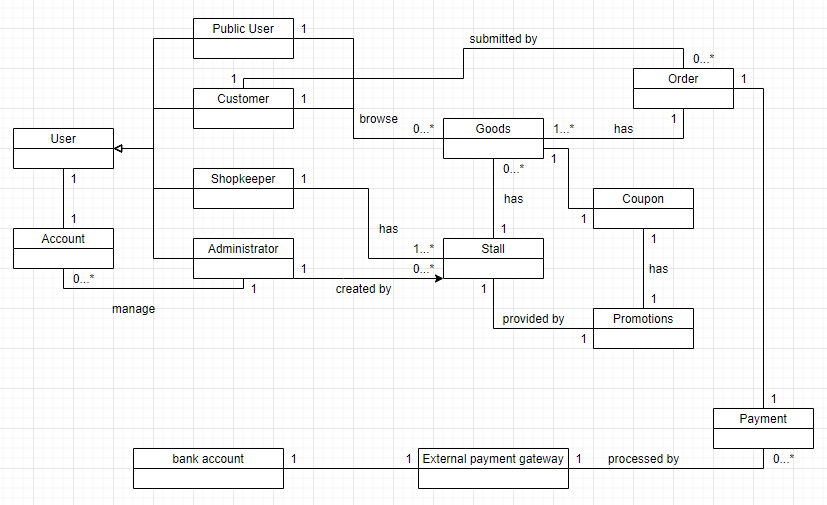 Public User
1
submitted by
0...*
1
Order
1
Customer
1
browse
0...*
Goods
1...*
has
1
User
1
0...*
Shopkeeper
1
1
has
Coupon
1
1
Account
has
1...*
1
Stall
1
has
Administrator
1
0...*
0...*
1
created by
1
1
manage
provided by
Promotions
1
1
Payment
bank account
1
1
External payment gateway
1
processed by
0...*